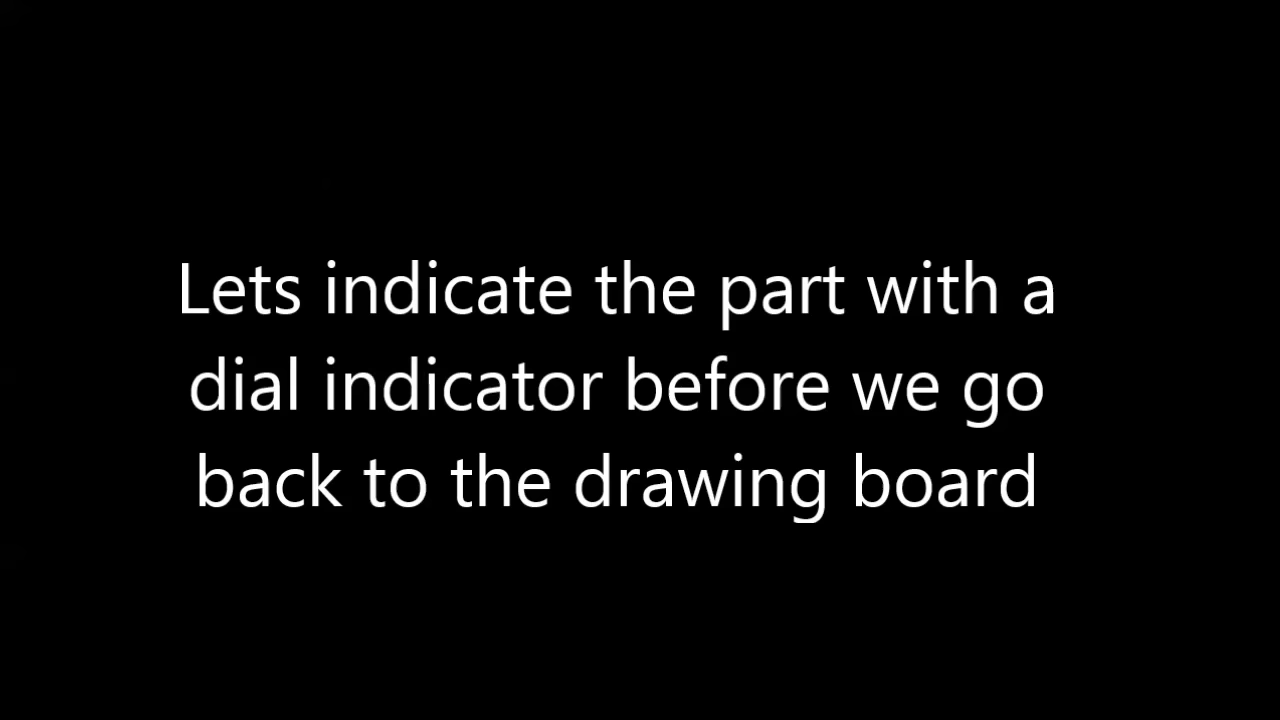 Lets indicate the part with a
dial indicator before we go
back to the drawing board